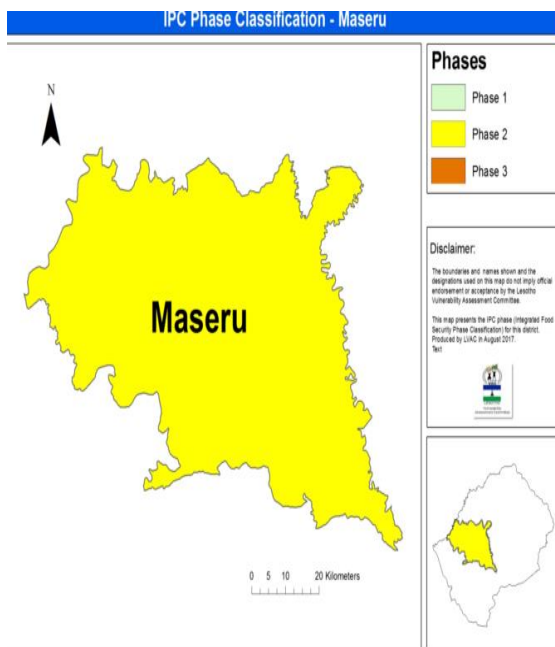 IPC Phase Classification - Maseru
N
Maseru
0 5 10 20 Kilometers
Phases
Phase 1
Phase 2
Phase 3
Disclaimer:
The boundaries and names shown and the
designations used on this map do not imply official
endorsement or acceptance by the Lesotho
Vulnerability Assessment Committee.
This map presents the IPC phase (Integrated Food
Security Phase Classification) for this district.
Produced by LVAC in August 2017.
Text